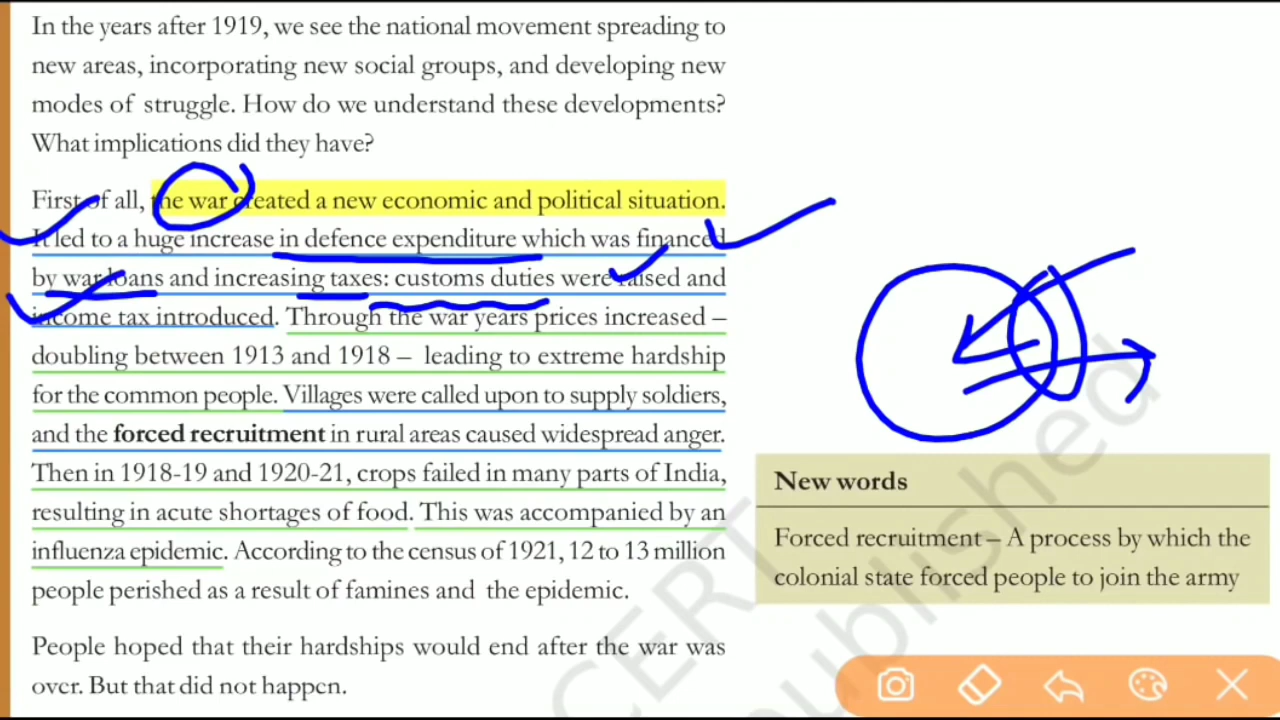 In the years after 1919, we see the national movement spreading to
new areas, incorporating new social groups, and developing new
modes of struggle. How do we understand these developments?
What implications did they have?
First of all, the war created a new economic and political situation.
It led to a huge increase in defence expenditure which was financed
by war loans and increasing taxes: customs duties were raised and
income tax introduced. Through the war years prices increased –
doubling between 1913 and 1918 – leading to extreme hardship
for the common people. Villages were called upon to supply soldiers,
and the forced recruitment in rural areas caused widespread anger.
Then in 1918-19 and 1920-21, crops failed in many parts of India,
resulting in acute shortages of food. This was accompanied by an
influenza epidemic. According to the census of 1921, 12 to 13 million
people perished as a result of famines and the epidemic.
People hoped that their hardships would end after the war was
over. But that did not happen.
New words
Forced recruitment – A process by which the
colonial state forced people to join the army